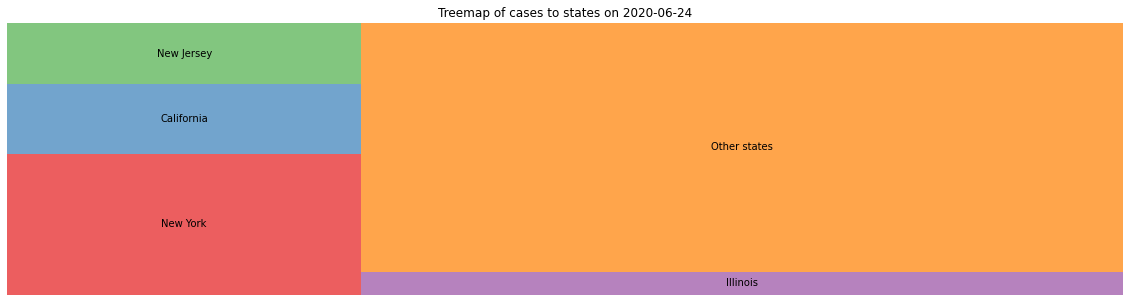 Treemap of cases to states on 2020-06-24
New Jersey
California
Other states
New York
Illinois